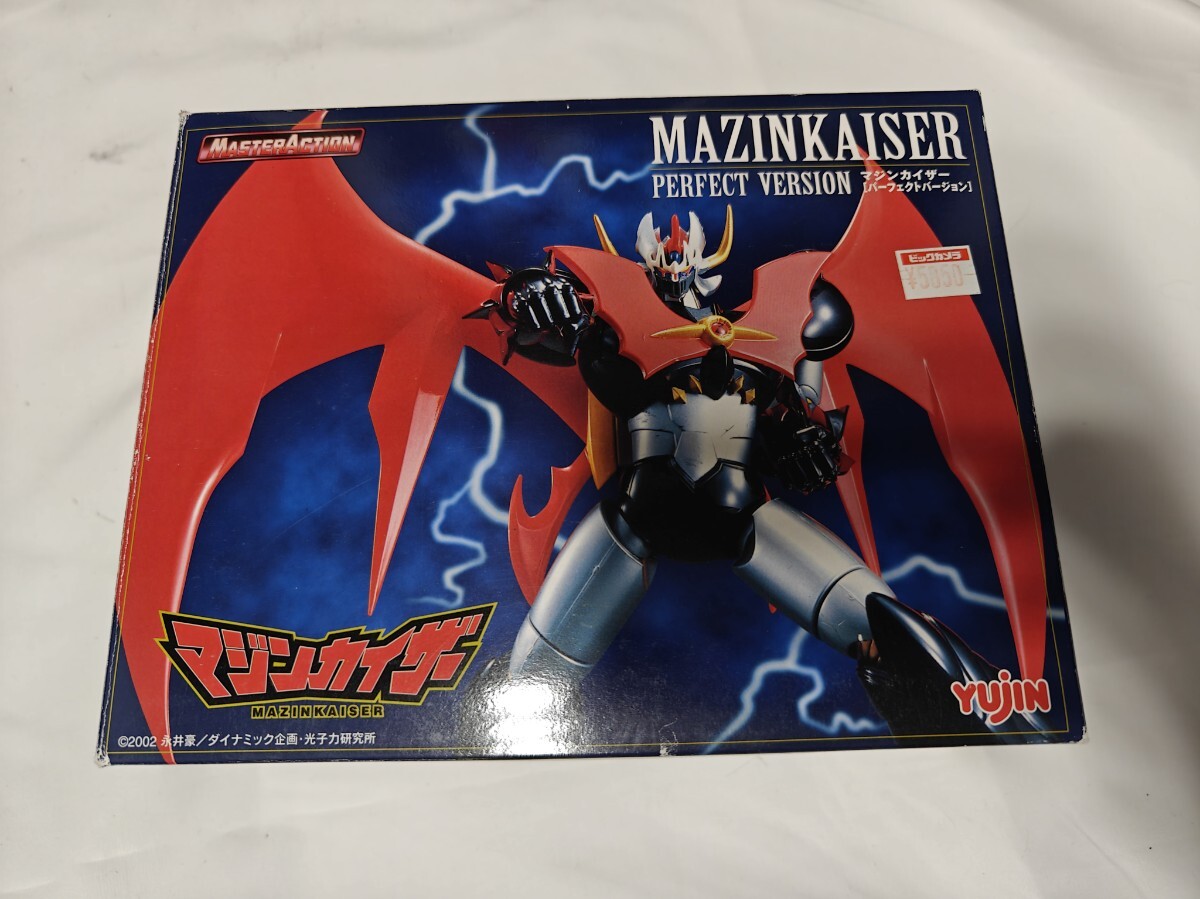 MASTERACTION
MAZINKAISER
PERFECT VERSION マジンカイザー
[パーフェクトバージョン]
ビックカメラ
¥5850
マジンカイザー
MAZINKAISER
YUJIN
©2002 永井豪/ダイナミック企画・光子力研究所